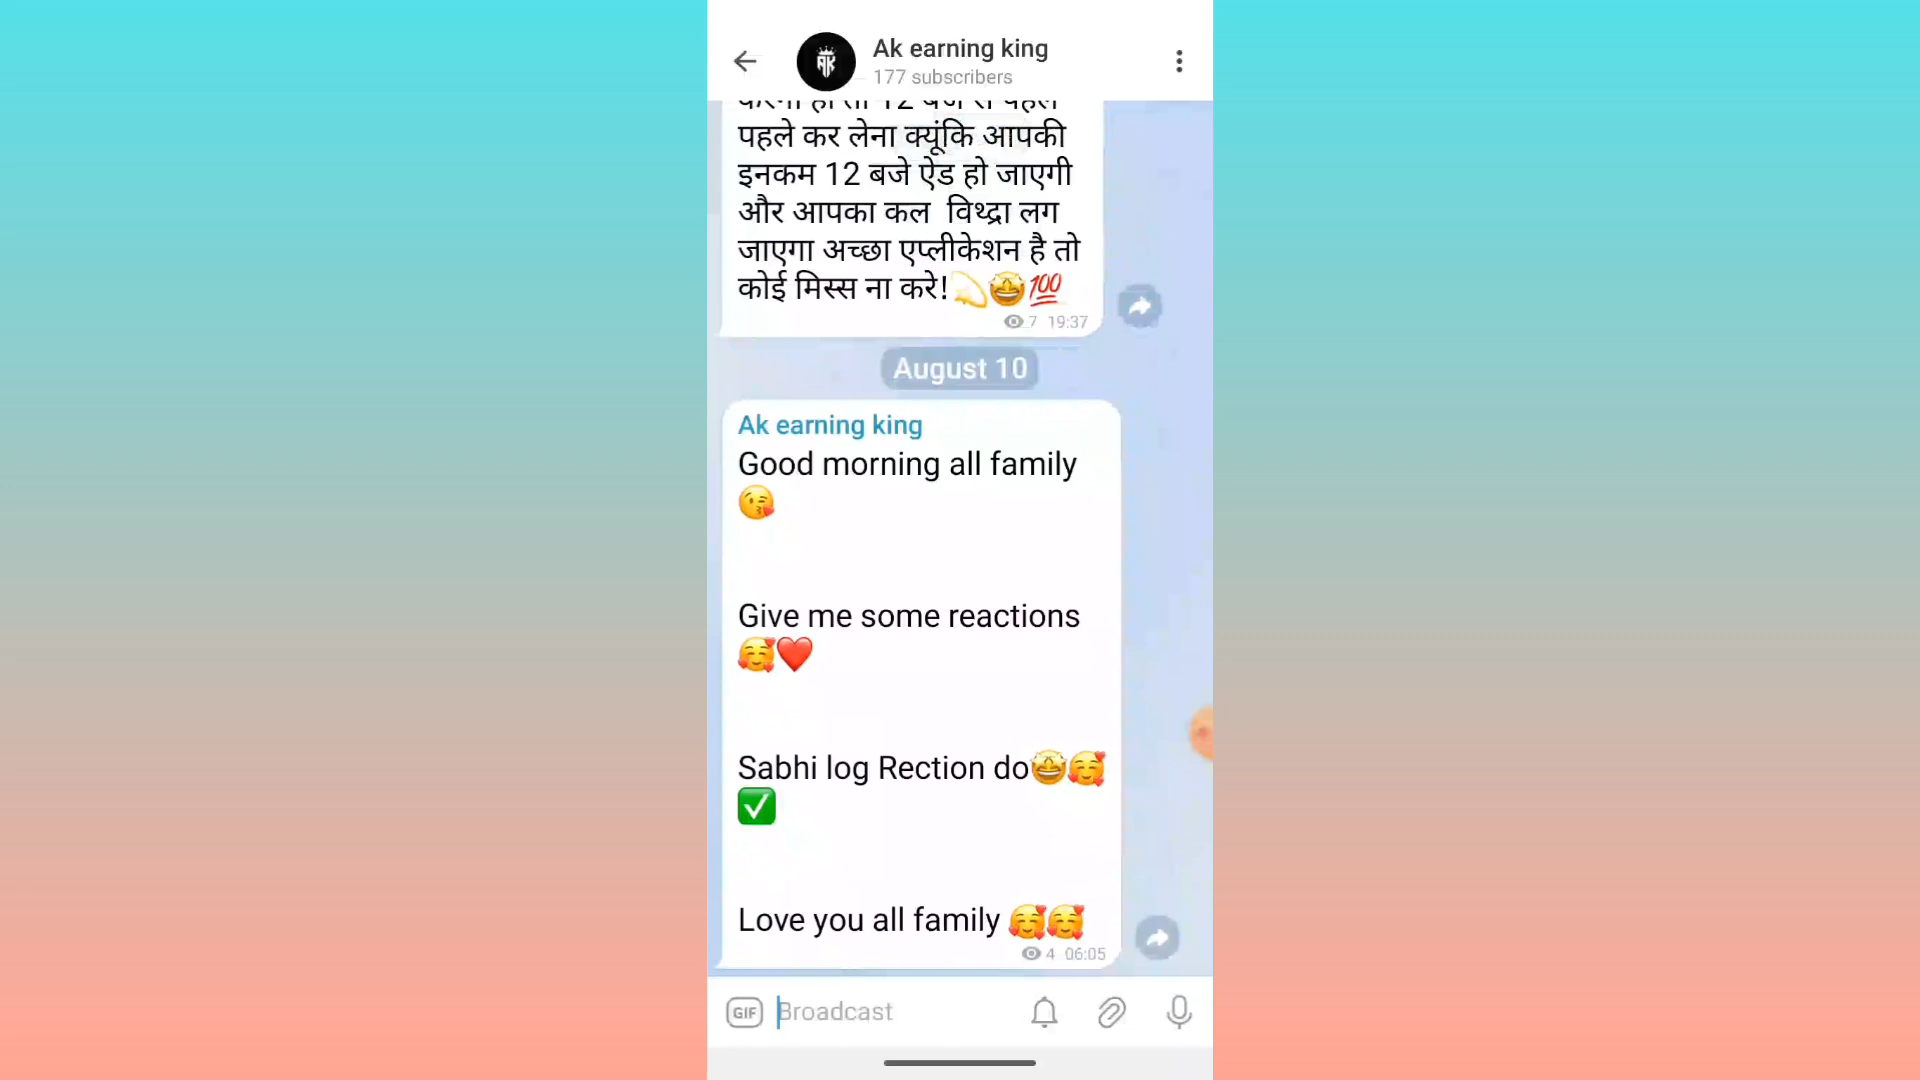 Ak earning king
177 subscribers
पहले कर लेना क्यूंकि आपकी
इनकम 12 बजे ऐड हो जाएगी
और आपका कल विथ्द्रा लग
जाएगा अच्छा एप्लीकेशन है तो
कोई मिस्स ना करे!💫🤩💯
7 19:37
August 10
Ak earning king
Good morning all family
😘
Give me some reactions
🥰❤️
Sabhi log Rection do🤩🥰
✅
Love you all family 🥰🥰
4 06:05
GIF Broadcast